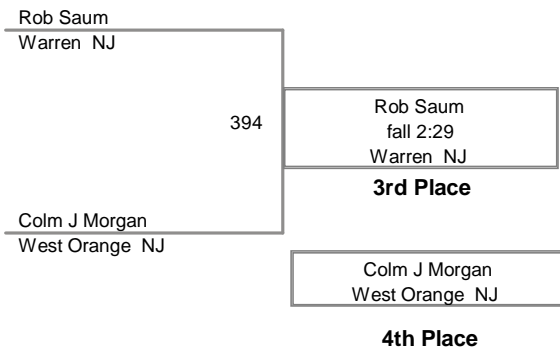 Rob Saum
Warren NJ
394
Rob Saum
fall 2:29
Warren NJ
3rd Place
Colm J Morgan
West Orange NJ
Colm J Morgan
West Orange NJ
4th Place